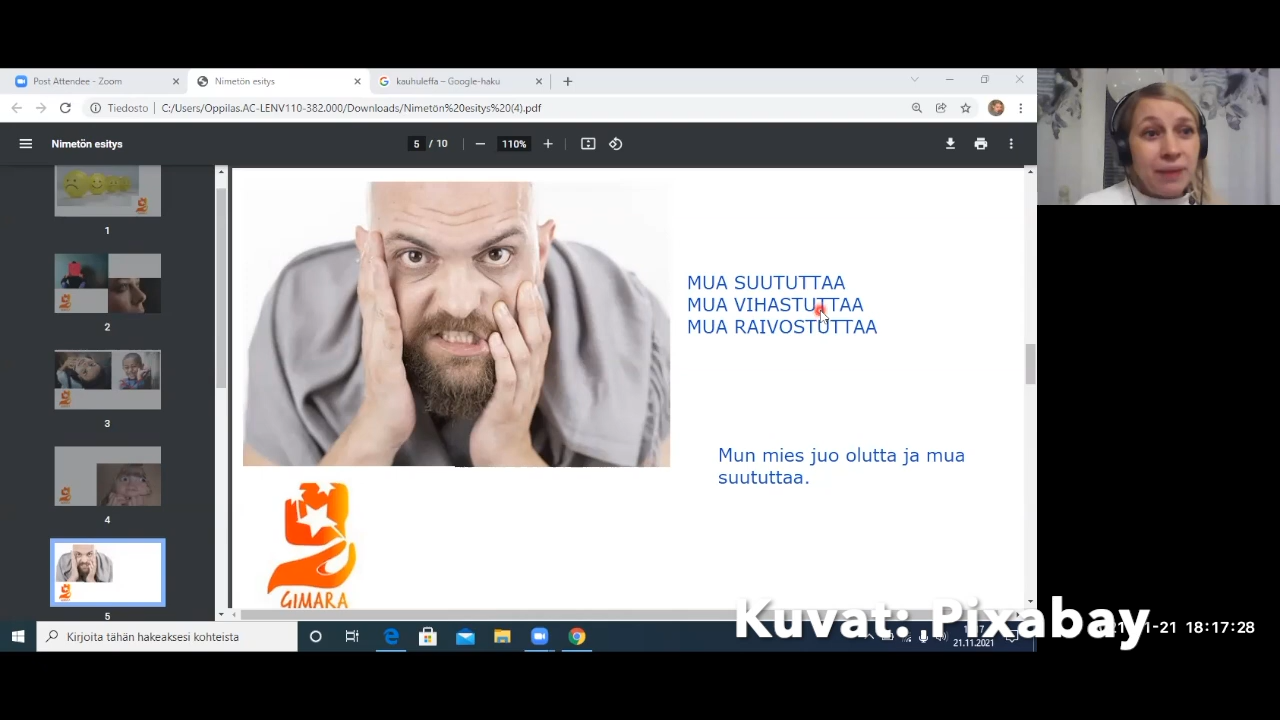 Post Attendee - Zoom
Nimetön esitys
kauhuleffa – Google-haku
Tiedosto
C:/Users/Oppilas.AC-LENV110-382.000/Downloads/Nimetön%20esitys%20(4).pdf
Nimetön esitys
5 / 10
110%
1
2
3
4
5
MUA SUUTUTTAA
MUA VIHASTUTTAA
MUA RAIVOSTUTTAA
Mun mies juo olutta ja mua
suututtaa.
GIMARA
Kuvat: Pixabay
Kirjoita tähän hakeaksesi kohteista
21.11.2021
1-21 18:17:28